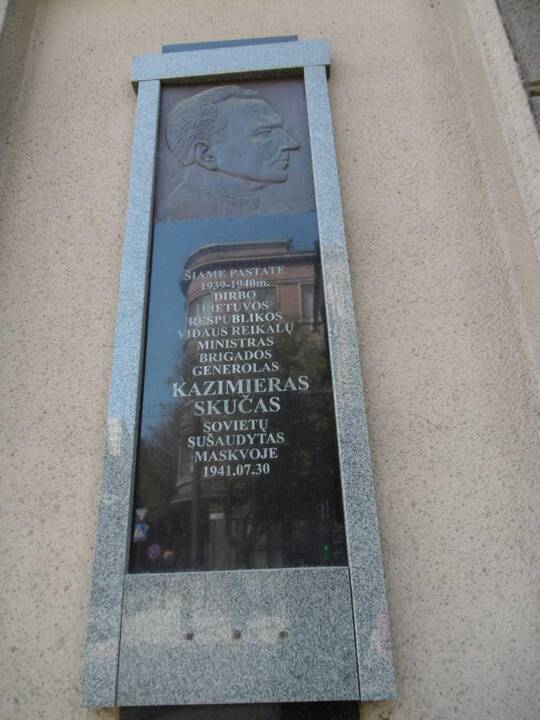 ŠIAME PASTATE
1939-1940m.
DIRBO
LIETUVOS
RESPUBLIKOS
VIDAUS REIKALŲ
MINISTRAS
BRIGADOS
GENEROLAS
KAZIMIERAS
SKUČAS
SOVIETŲ
SUŠAUDYTAS
MASKVOJE
1941.07.30